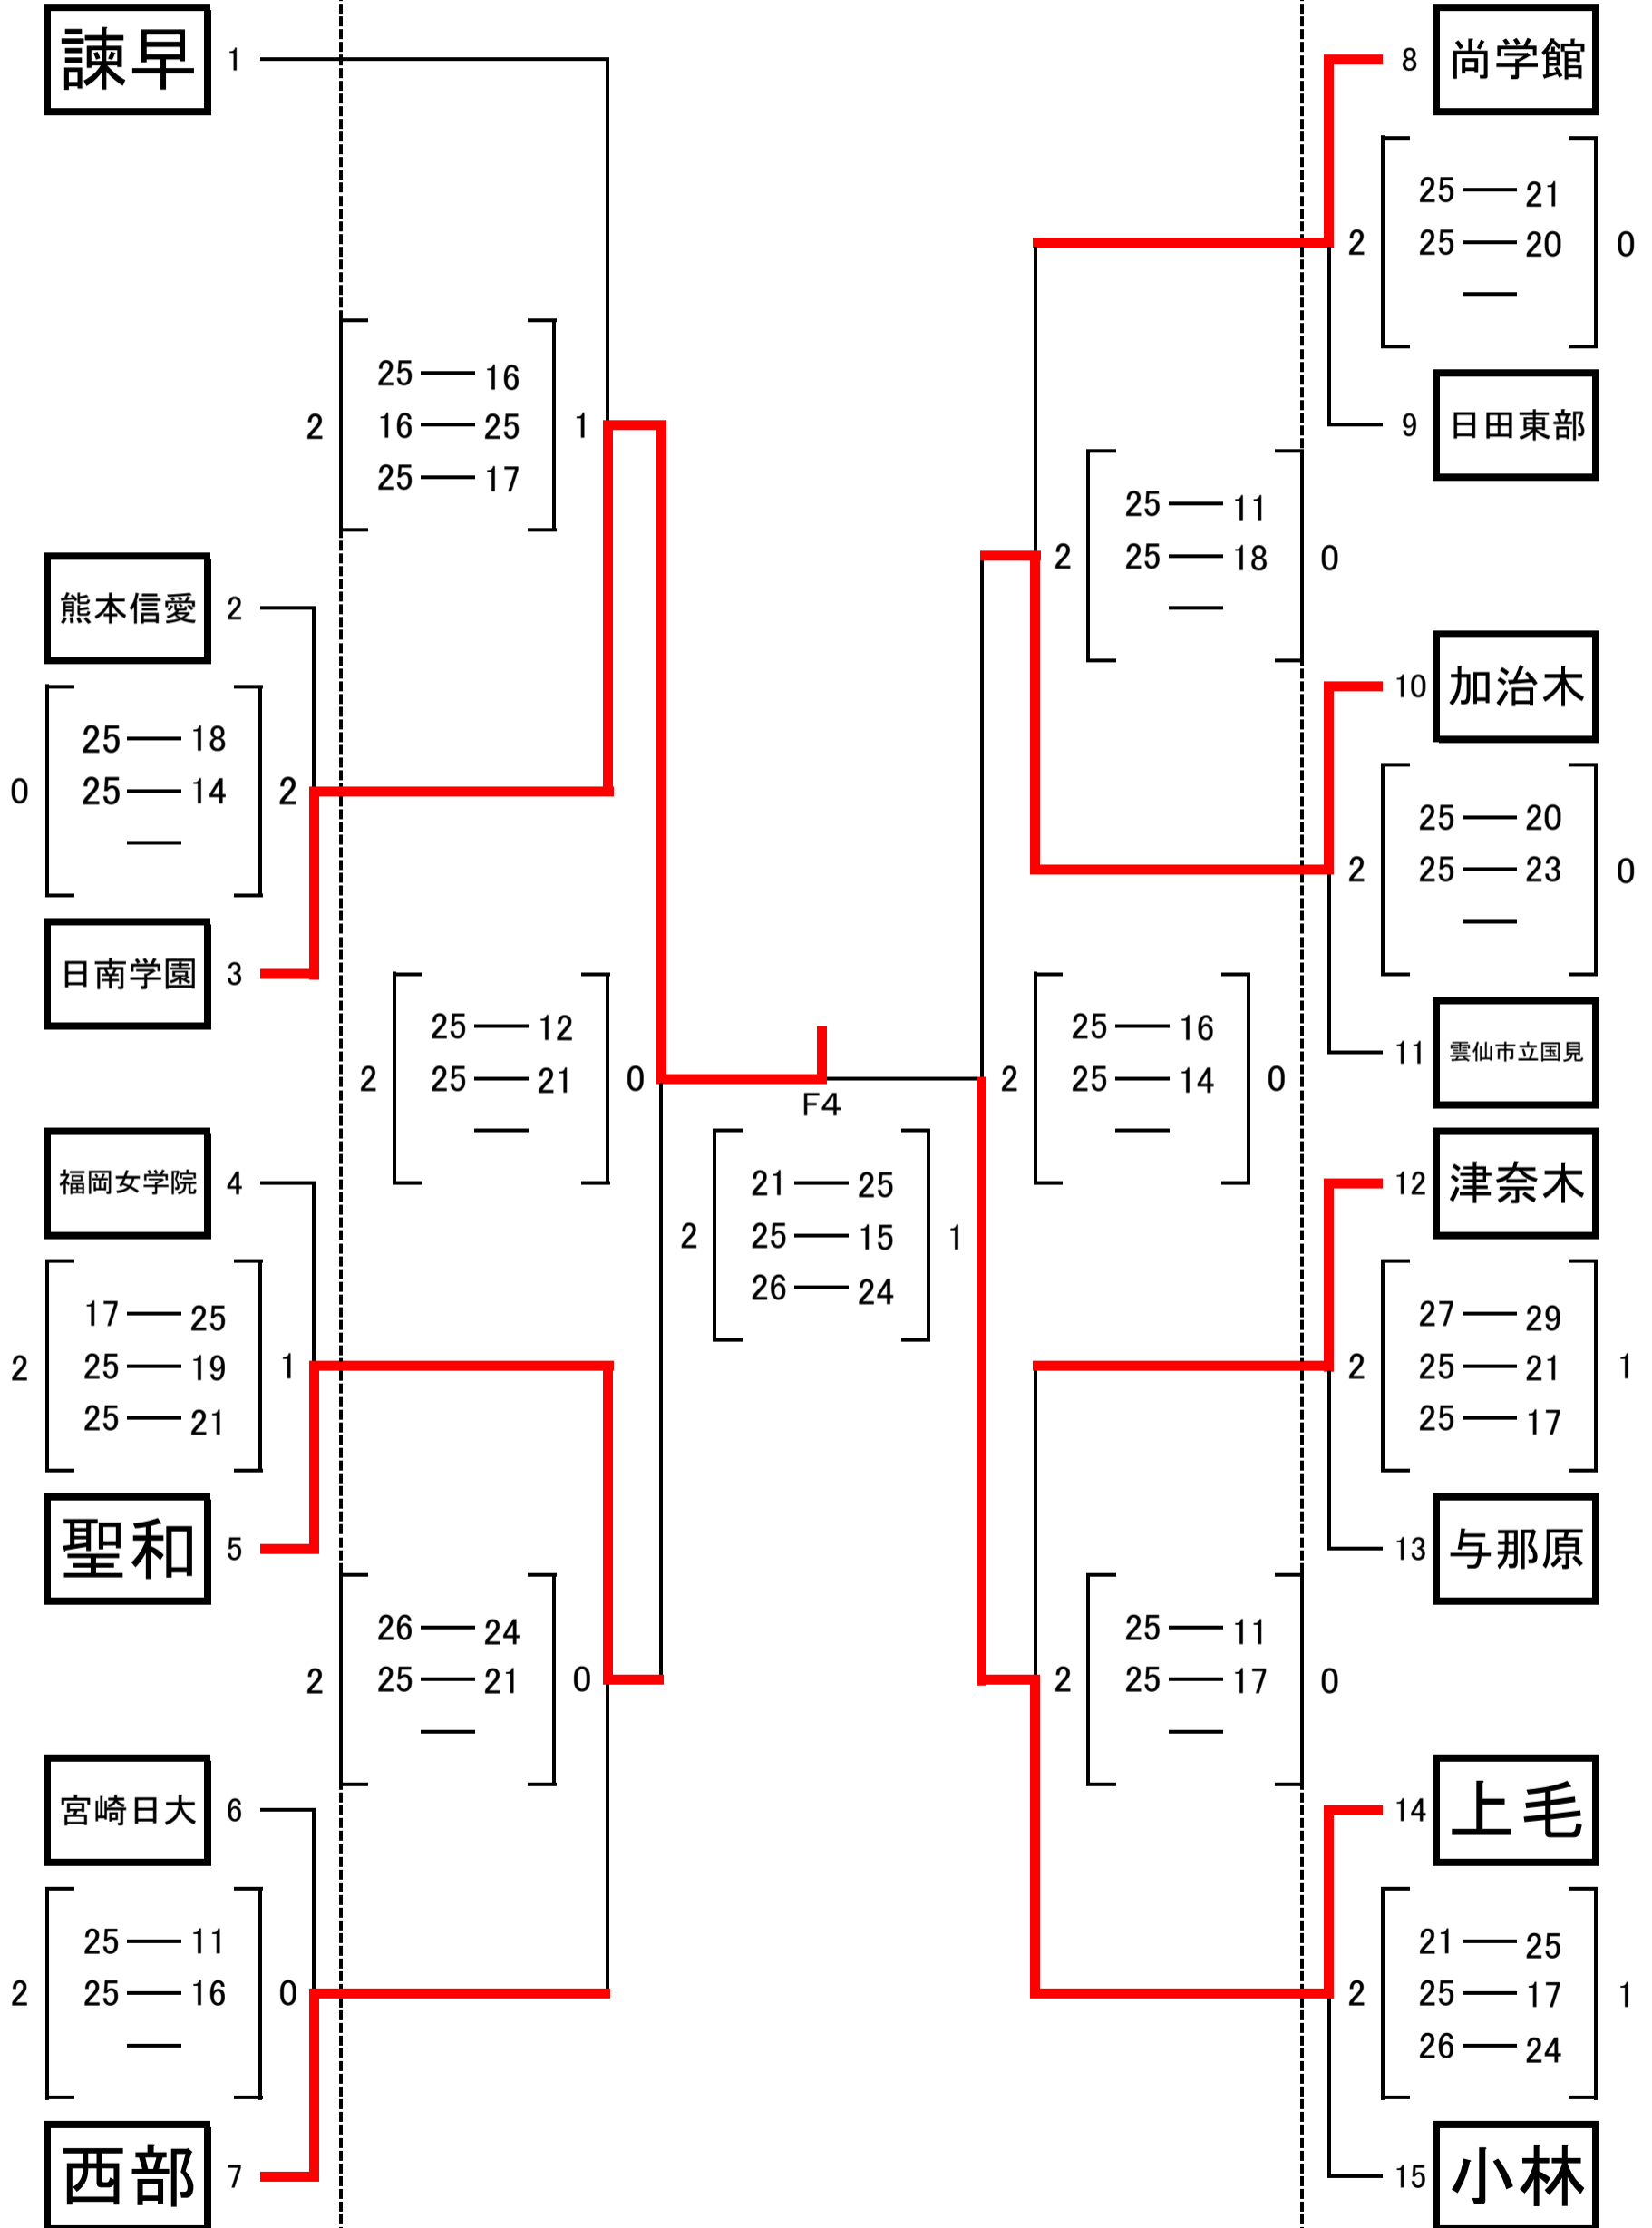 諫早 1
2 25 — 16 1
16 — 25
25 — 17
熊本信愛 2
0 25 — 18 2
25 — 14
—
日南学園 3
2 25 — 12 0
25 — 21
—
福岡女学院 4
2 17 — 25 1
25 — 19
25 — 21
聖和 5
2 26 — 24 0
25 — 21
—
宮崎日大 6
2 25 — 11 0
25 — 16
—
西部 7
F4
2 21 — 25 1
25 — 15
26 — 24
8 尚学館
2 25 — 21 0
25 — 20
—
9 日田東部
2 25 — 11 0
25 — 18
—
10 加治木
2 25 — 20 0
25 — 23
—
11 雲仙市立国見
2 25 — 16 0
25 — 14
—
12 津奈木
2 27 — 29 1
25 — 21
25 — 17
13 与那原
2 25 — 11 0
25 — 17
—
14 上毛
2 21 — 25 1
25 — 17
26 — 24
15 小林